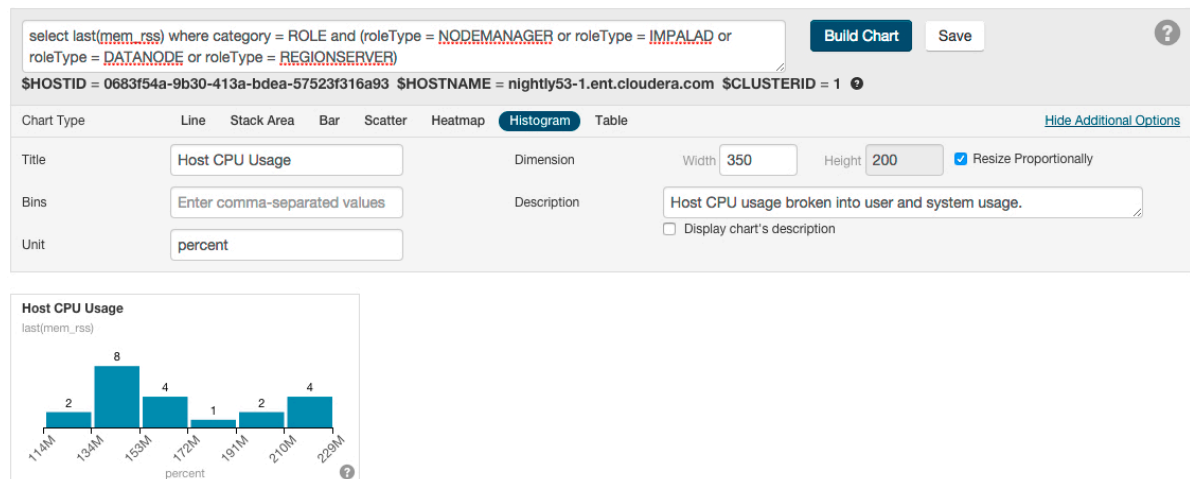 select last(mem_rss) where category = ROLE and (roleType = NODEMANAGER or roleType = IMPALAD or
roleType = DATANODE or roleType = REGIONSERVER)
Build Chart
Save
?
$HOSTID = 0683f54a-9b30-413a-bdea-57523f316a93 $HOSTNAME = nightly53-1.ent.cloudera.com $CLUSTERID = 1 ?
Chart Type Line Stack Area Bar Scatter Heatmap Histogram Table Hide Additional Options
Title Host CPU Usage Dimension Width 350 Height 200 Resize Proportionally
Bins Enter comma-separated values Description Host CPU usage broken into user and system usage.
Display chart's description
Unit percent
Host CPU Usage
last(mem_rss)
2 8 4 1 2 4
114M 134M 153M 172M 191M 210M 229M
percent ?